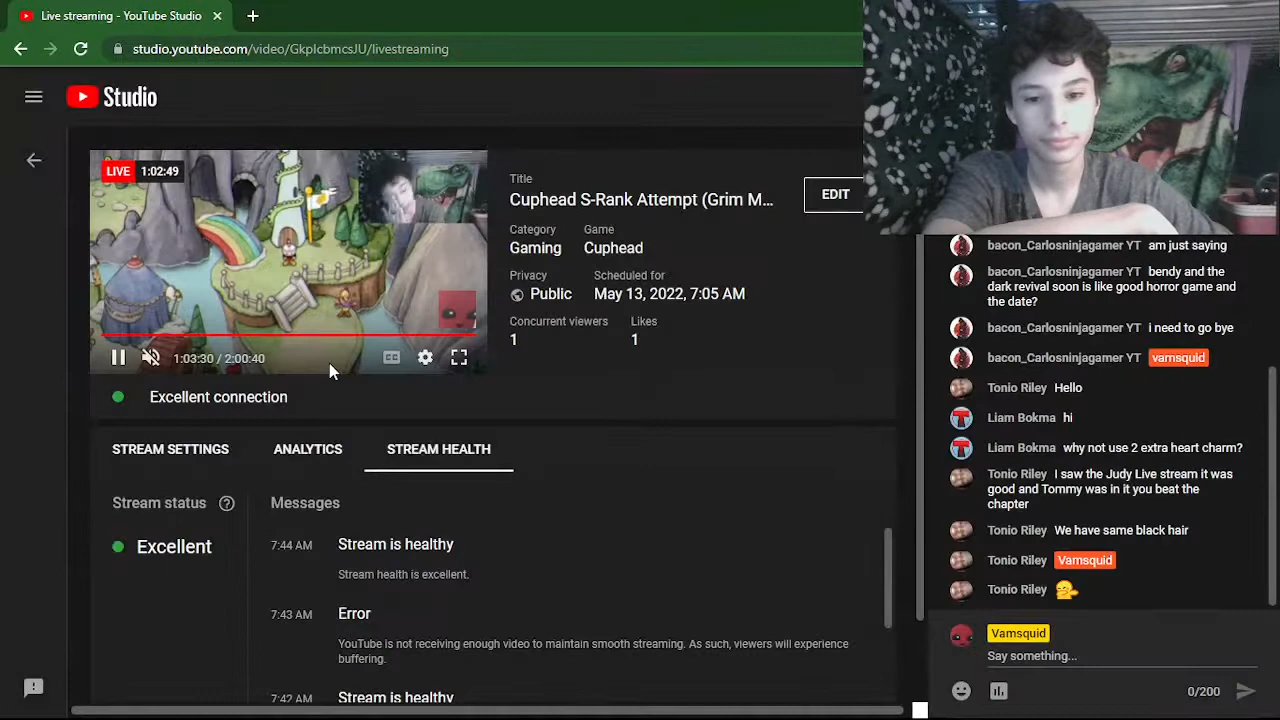 Live streaming - YouTube Studio
studio.youtube.com/video/GkpIcbmcsJU/livestreaming
Studio
LIVE 1:02:49
1:03:30 / 2:00:40
CC
Excellent connection
Title
Cuphead S-Rank Attempt (Grim M...
EDIT
Category Game
Gaming Cuphead
Privacy Scheduled for
Public May 13, 2022, 7:05 AM
Concurrent viewers Likes
1 1
STREAM SETTINGS ANALYTICS STREAM HEALTH
Stream status ? Messages
Excellent
7:44 AM Stream is healthy
Stream health is excellent.
7:43 AM Error
YouTube is not receiving enough video to maintain smooth streaming. As such, viewers will experience
buffering.
7:42 AM Stream is healthy
bacon_Carlosninjagamer YT am just saying
bacon_Carlosninjagamer YT bendy and the
dark revival soon is like good horror game and
the date?
bacon_Carlosninjagamer YT i need to go bye
bacon_Carlosninjagamer YT vamsquid
Tonio Riley Hello
Liam Bokma hi
Liam Bokma why not use 2 extra heart charm?
Tonio Riley I saw the Judy Live stream it was
good and Tommy was in it you beat the
chapter
Tonio Riley We have same black hair
Tonio Riley Vamsquid
Tonio Riley
Vamsquid
Say something...
0/200